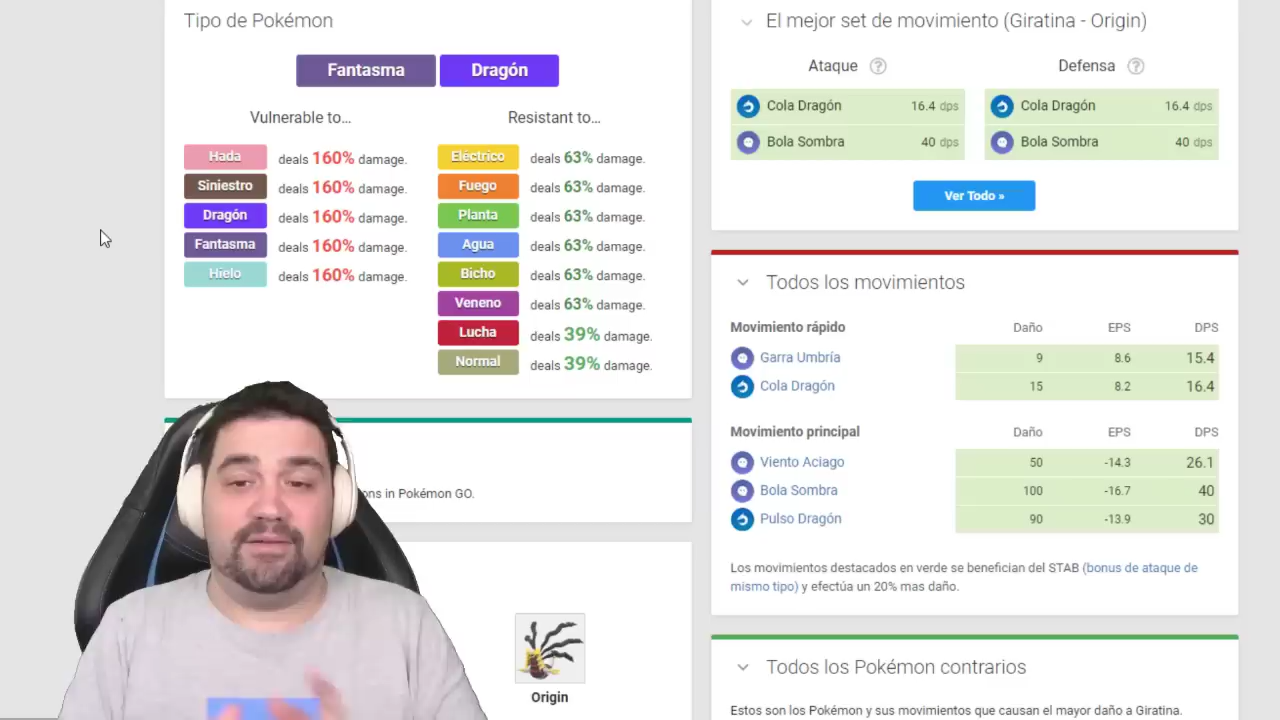 Tipo de Pokémon
Fantasma
Dragón
Vulnerable to...
Hada deals 160% damage.
Siniestro deals 160% damage.
Dragón deals 160% damage.
Fantasma deals 160% damage.
Hielo deals 160% damage.
Resistant to...
Eléctrico deals 63% damage.
Fuego deals 63% damage.
Planta deals 63% damage.
Agua deals 63% damage.
Bicho deals 63% damage.
Veneno deals 63% damage.
Lucha deals 39% damage.
Normal deals 39% damage.
in Pokémon GO.
Origin
El mejor set de movimiento (Giratina - Origin)
Ataque ?
Cola Dragón 16.4 dps
Bola Sombra 40 dps
Defensa ?
Cola Dragón 16.4 dps
Bola Sombra 40 dps
Ver Todo »
Todos los movimientos
Movimiento rápido Daño EPS DPS
Garra Umbría 9 8.6 15.4
Cola Dragón 15 8.2 16.4
Movimiento principal Daño EPS DPS
Viento Aciago 50 -14.3 26.1
Bola Sombra 100 -16.7 40
Pulso Dragón 90 -13.9 30
Los movimientos destacados en verde se benefician del STAB (bonus de ataque de
mismo tipo) y efectúa un 20% mas daño.
Todos los Pokémon contrarios
Estos son los Pokémon y sus movimientos que causan el mayor daño a Giratina.